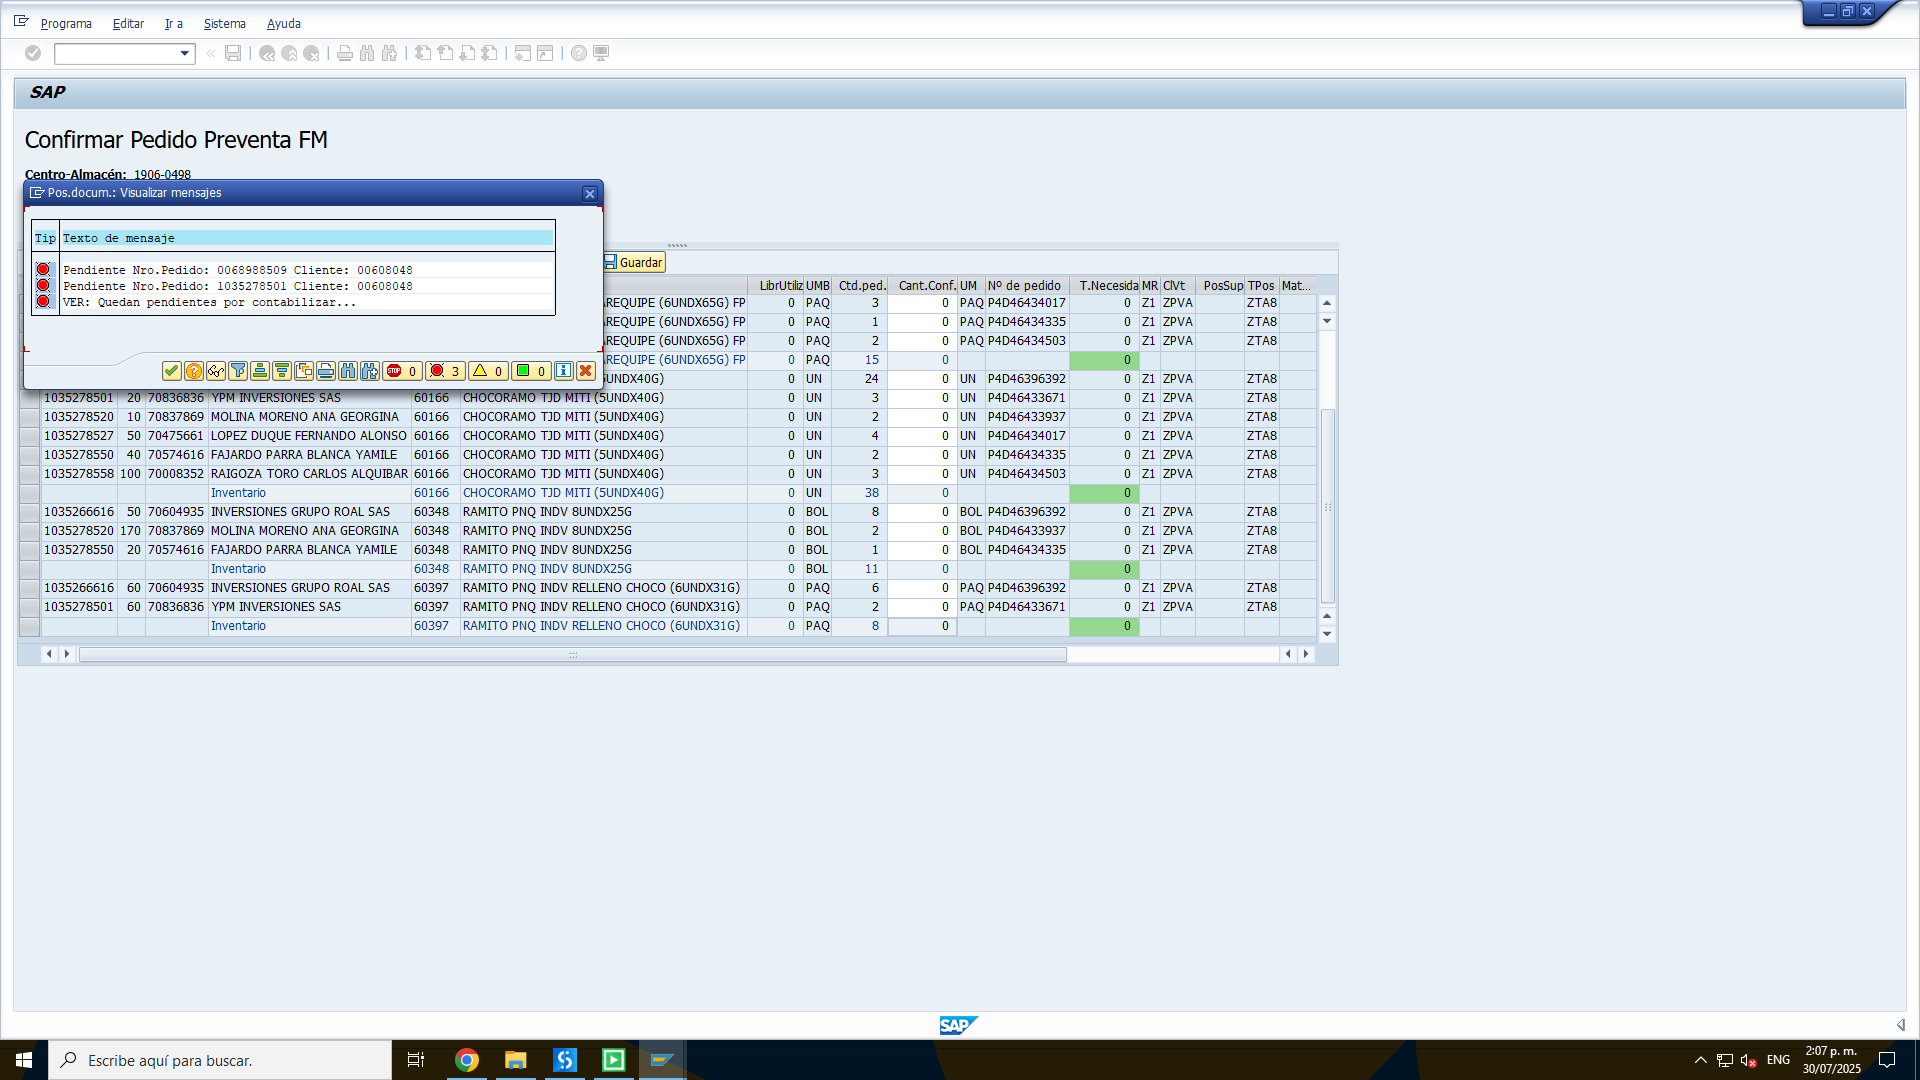 Programa Editar Ir a Sistema Ayuda
SAP
Confirmar Pedido Preventa FM
Centro-Almacén: 1906-0498
Pos.docum.: Visualizar mensajes
Tip Texto de mensaje
Pendiente Nro.Pedido: 0068988509 Cliente: 00608048
Pendiente Nro.Pedido: 1035278501 Cliente: 00608048
VER: Quedan pendientes por contabilizar...
STOP 0 3 0 0
Guardar
LibrUtiliz UMB Ctd.ped. Cant.Conf. UM Nº de pedido T.Necesida MR ClVt PosSup TPos Mat...
AREQUIPE (6UNDX65G) FP 0 PAQ 3 0 PAQ P4D46434017 0 Z1 ZPVA ZTA8
AREQUIPE (6UNDX65G) FP 0 PAQ 1 0 PAQ P4D46434335 0 Z1 ZPVA ZTA8
AREQUIPE (6UNDX65G) FP 0 PAQ 2 0 PAQ P4D46434503 0 Z1 ZPVA ZTA8
AREQUIPE (6UNDX65G) FP 0 PAQ 15 0 0
5UNDX40G) 0 UN 24 0 UN P4D46396392 0 Z1 ZPVA ZTA8
1035278501 20 70836836 YPM INVERSIONES SAS 60166 CHOCORAMO TJD MITI (5UNDX40G) 0 UN 3 0 UN P4D46433671 0 Z1 ZPVA ZTA8
1035278520 10 70837869 MOLINA MORENO ANA GEORGINA 60166 CHOCORAMO TJD MITI (5UNDX40G) 0 UN 2 0 UN P4D46433937 0 Z1 ZPVA ZTA8
1035278527 50 70475661 LOPEZ DUQUE FERNANDO ALONSO 60166 CHOCORAMO TJD MITI (5UNDX40G) 0 UN 4 0 UN P4D46434017 0 Z1 ZPVA ZTA8
1035278550 40 70574616 FAJARDO PARRA BLANCA YAMILE 60166 CHOCORAMO TJD MITI (5UNDX40G) 0 UN 2 0 UN P4D46434335 0 Z1 ZPVA ZTA8
1035278558 100 70008352 RAIGOZA TORO CARLOS ALQUIBAR 60166 CHOCORAMO TJD MITI (5UNDX40G) 0 UN 3 0 UN P4D46434503 0 Z1 ZPVA ZTA8
Inventario 60166 CHOCORAMO TJD MITI (5UNDX40G) 0 UN 38 0 0
1035266616 50 70604935 INVERSIONES GRUPO ROAL SAS 60348 RAMITO PNQ INDV 8UNDX25G 0 BOL 8 0 BOL P4D46396392 0 Z1 ZPVA ZTA8
1035278520 170 70837869 MOLINA MORENO ANA GEORGINA 60348 RAMITO PNQ INDV 8UNDX25G 0 BOL 2 0 BOL P4D46433937 0 Z1 ZPVA ZTA8
1035278550 20 70574616 FAJARDO PARRA BLANCA YAMILE 60348 RAMITO PNQ INDV 8UNDX25G 0 BOL 1 0 BOL P4D46434335 0 Z1 ZPVA ZTA8
Inventario 60348 RAMITO PNQ INDV 8UNDX25G 0 BOL 11 0 0
1035266616 60 70604935 INVERSIONES GRUPO ROAL SAS 60397 RAMITO PNQ INDV RELLENO CHOCO (6UNDX31G) 0 PAQ 6 0 PAQ P4D46396392 0 Z1 ZPVA ZTA8
1035278501 60 70836836 YPM INVERSIONES SAS 60397 RAMITO PNQ INDV RELLENO CHOCO (6UNDX31G) 0 PAQ 2 0 PAQ P4D46433671 0 Z1 ZPVA ZTA8
Inventario 60397 RAMITO PNQ INDV RELLENO CHOCO (6UNDX31G) 0 PAQ 8 0 0
SAP
Escribe aquí para buscar.
ENG
2:07 p. m.
30/07/2025